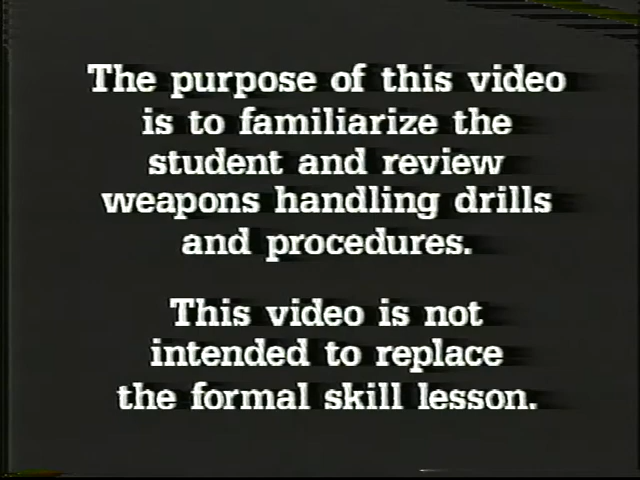 The purpose of this video
is to familiarize the
student and review
weapons handling drills
and procedures.
This video is not
intended to replace
the formal skill lesson.